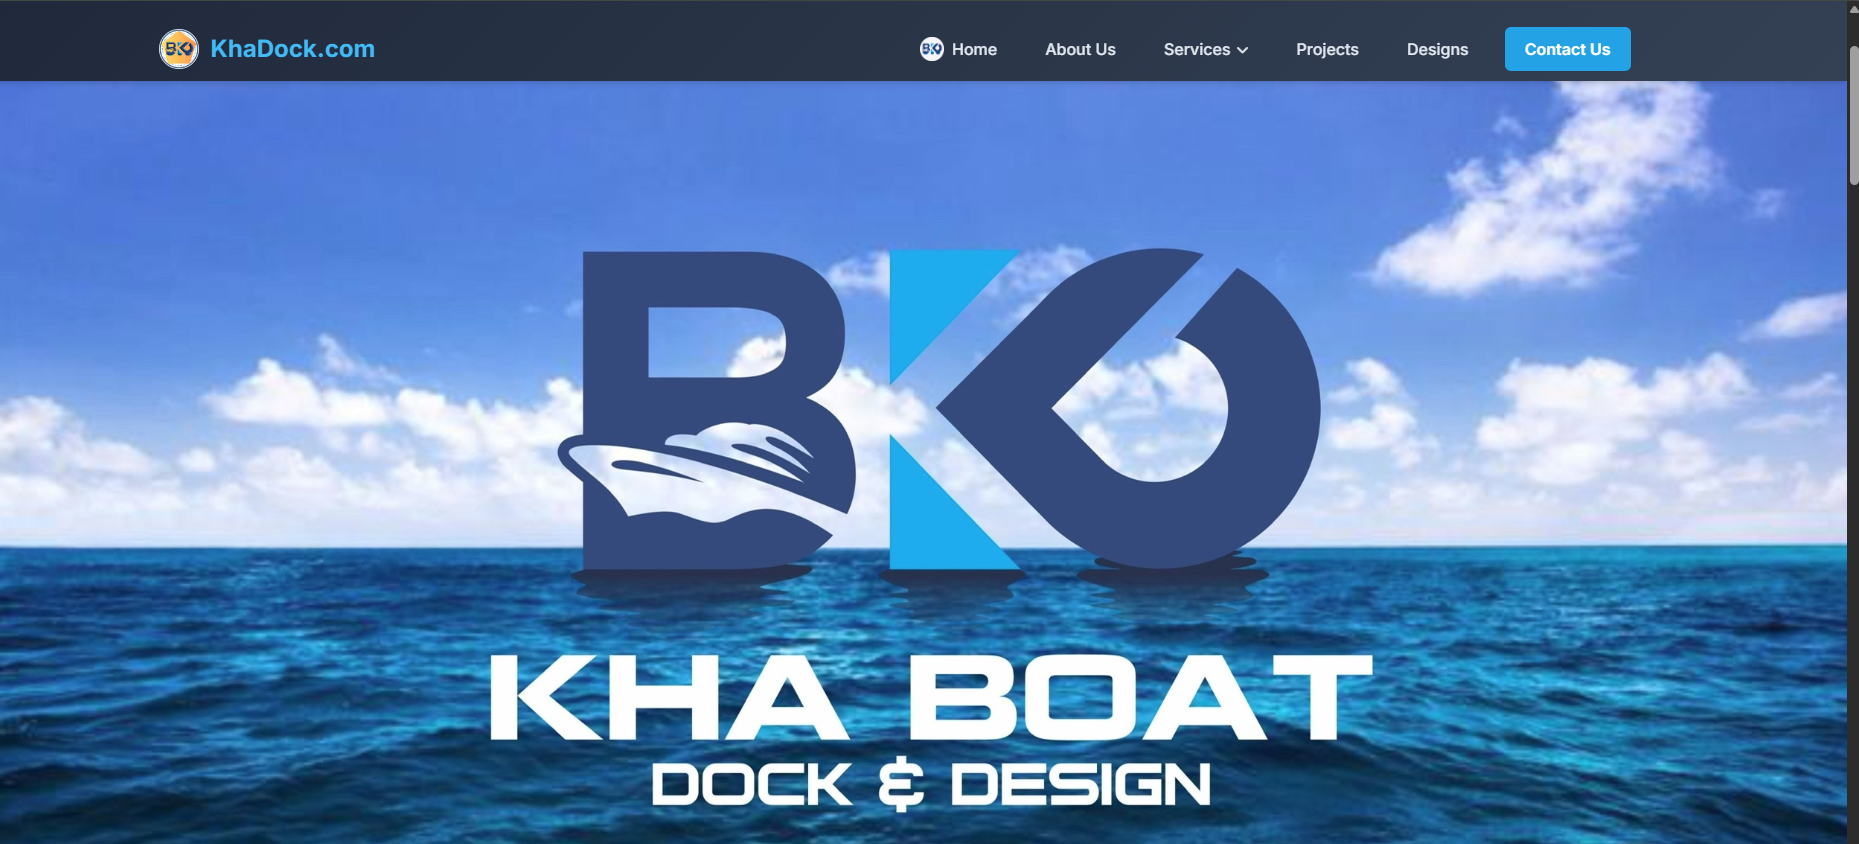 BKD KhaDock.com
BKD Home About Us Services Projects Designs Contact Us
BKD
KHA BOAT
DOCK & DESIGN